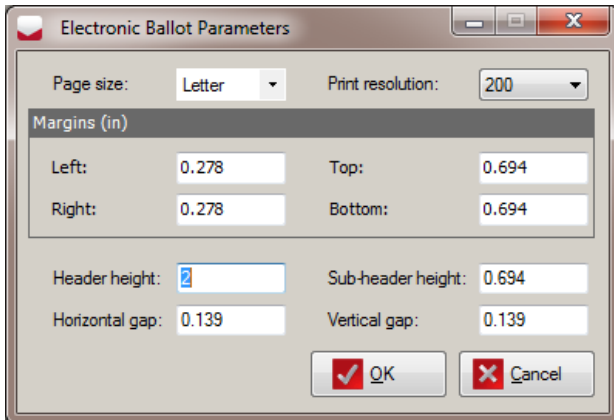 Electronic Ballot Parameters
Page size: Letter Print resolution: 200
Margins (in)
Left: 0.278 Top: 0.694
Right: 0.278 Bottom: 0.694
Header height: 2 Sub-header height: 0.694
Horizontal gap: 0.139 Vertical gap: 0.139
OK Cancel